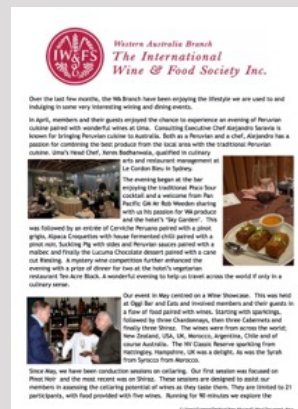 IW&FS
Western Australia Branch
The International
Wine & Food Society Inc.
Over the last few months, the WA Branch have been enjoying the lifestyle we are used to and
indulging in some very interesting wining and dining events.
In April, members and their guests enjoyed the chance to experience an evening of Peruvian
cuisine paired with wonderful wines at Uma. Consulting Executive Chef Alejandro Saravia is
known for bringing Peruvian cuisine to Australia. Both as a Peruvian and a chef, Alejandro has a
passion for combining the best produce from the local area with the traditional Peruvian
cuisine. Uma's Head Chef, Xerxes Bodhanwala, qualified in culinary
arts and restaurant management at
Le Cordon Bleu in Sydney.
The evening began at the bar
enjoying the traditional Pisco Sour
cocktail and a welcome from Pan
Pacific GM Mr Rob Weeden sharing
with us his passion for WA produce
and the hotel's 'Sky Garden'. This
was followed by an entrée of Ceviche Peruano paired with a pinot
grigio, Alpaca Croquettes with house fermented chili paired with a
pinot noir, Suckling Pig with sides and Peruvian sauces paired with a
malbec and finally the Lucuma Chocolate dessert paired with a cane
cut Riesling. A mystery wine competition further enhanced the
evening with a prize of dinner for two at the hotel's vegetarian
restaurant Ten Acre Block. A wonderful evening to help us travel across the world if only in a
culinary sense.
Our event in May centred on a Wine Showcase. This was held
at Oggi Bar and Eats and involved members and their guests in
a flow of food paired with wines. Starting with sparklings,
followed by three Chardonnays, then three Cabernets and
finally three Shiraz. The wines were from across the world;
New Zealand, USA, UK, Morocco, Argentina, Chile and of
course Australia. The NV Classic Reserve sparkling from
Hattingley, Hampshire, UK was a delight. As was the Syrah
from Syrocco from Morocco.
Since May, we have been conduction sessions on cellaring. Our first session was focused on
Pinot Noir and the most recent was on Shiraz. These sessions are designed to assist our
members in assessing the cellaring potential of wines as they taste them. They are limited to 21
participants, with food provided with five wines. Running for 90 minutes we explore the